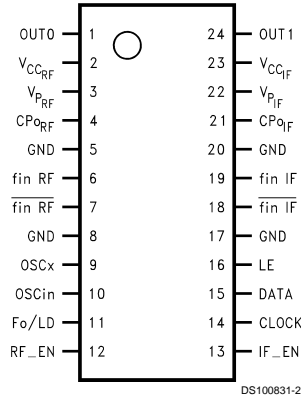 OUT0 1 24 OUT1
VCCRF 2 23 VCCIF
VPRF 3 22 VPIF
CPoRF 4 21 CPoIF
GND 5 20 GND
fin RF 6 19 fin IF
fin RF 7 18 fin IF
GND 8 17 GND
OSCx 9 16 LE
OSCin 10 15 DATA
Fo/LD 11 14 CLOCK
RF_EN 12 13 IF_EN
DS100831-2